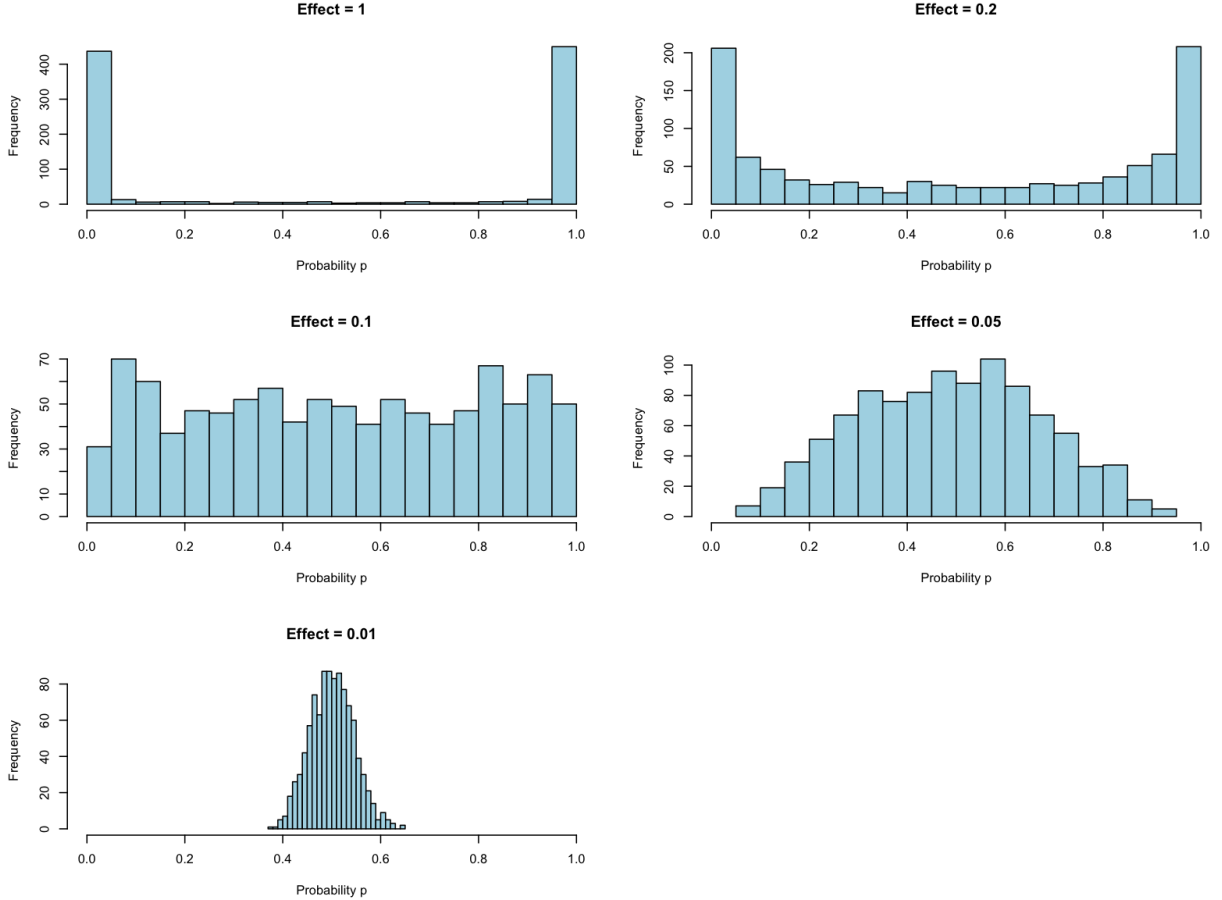 Effect = 1
Frequency
0 100 200 300 400
0.0 0.2 0.4 0.6 0.8 1.0
Probability p
Effect = 0.2
Frequency
0 50 100 150 200
0.0 0.2 0.4 0.6 0.8 1.0
Probability p
Effect = 0.1
Frequency
0 10 30 50 70
0.0 0.2 0.4 0.6 0.8 1.0
Probability p
Effect = 0.05
Frequency
0 20 40 60 80 100
0.0 0.2 0.4 0.6 0.8 1.0
Probability p
Effect = 0.01
Frequency
0 20 40 60 80
0.0 0.2 0.4 0.6 0.8 1.0
Probability p